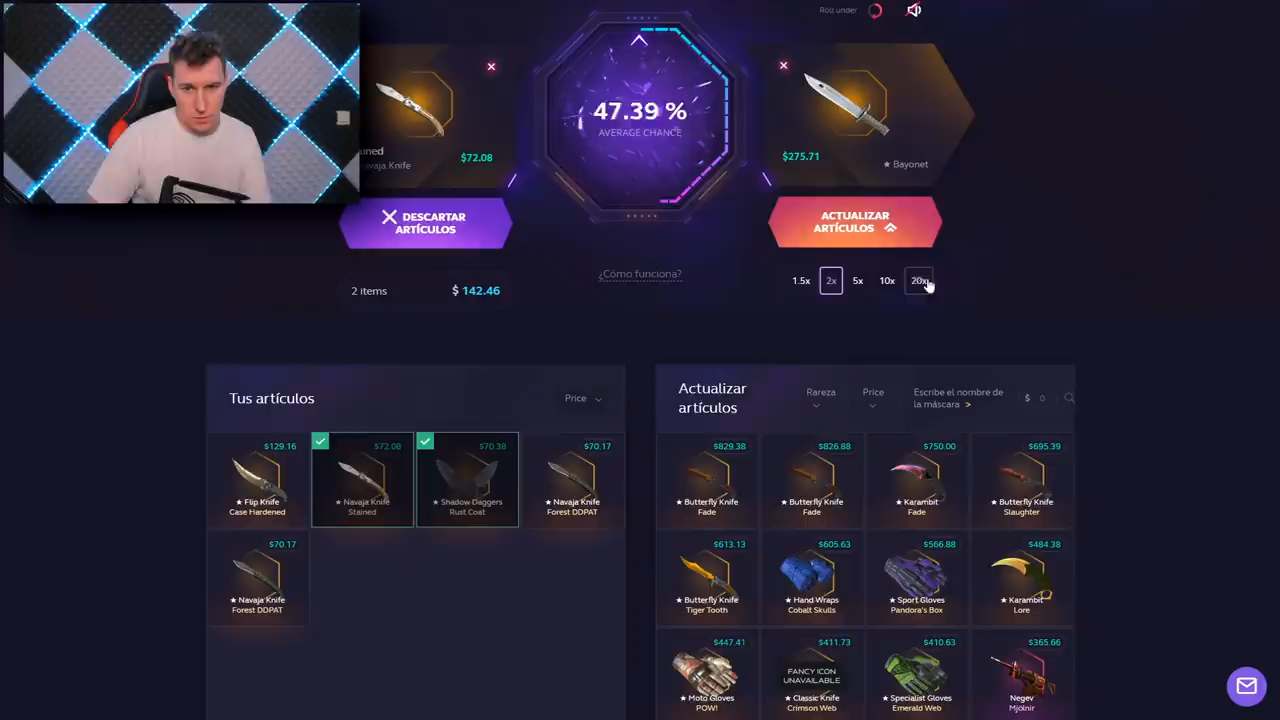 Roll under
ained
avaja Knife
$72.08
47.39 %
AVERAGE CHANCE
$275.71
★ Bayonet
DESCARTAR
ARTÍCULOS
ACTUALIZAR
ARTÍCULOS
2 items
$ 142.46
¿Cómo funciona?
1.5x
2x
5x
10x
20x
Tus artículos
Price
Actualizar
artículos
Rareza
Price
Escribe el nombre de
la máscara >
$ 0
$129.16
★ Flip Knife
Case Hardened
$72.08
★ Navaja Knife
Stained
$70.38
★ Shadow Daggers
Rust Coat
$70.17
★ Navaja Knife
Forest DDPAT
$70.17
★ Navaja Knife
Forest DDPAT
$829.38
★ Butterfly Knife
Fade
$826.88
★ Butterfly Knife
Fade
$750.00
★ Karambit
Fade
$695.39
★ Butterfly Knife
Slaughter
$613.13
★ Butterfly Knife
Tiger Tooth
$605.63
★ Hand Wraps
Cobalt Skulls
$566.88
★ Sport Gloves
Pandora's Box
$484.38
★ Karambit
Lore
$447.41
★ Moto Gloves
POW!
$411.73
FANCY ICON
UNAVAILABLE
★ Classic Knife
Crimson Web
$410.63
★ Specialist Gloves
Emerald Web
$365.66
Negev
Mjölnir